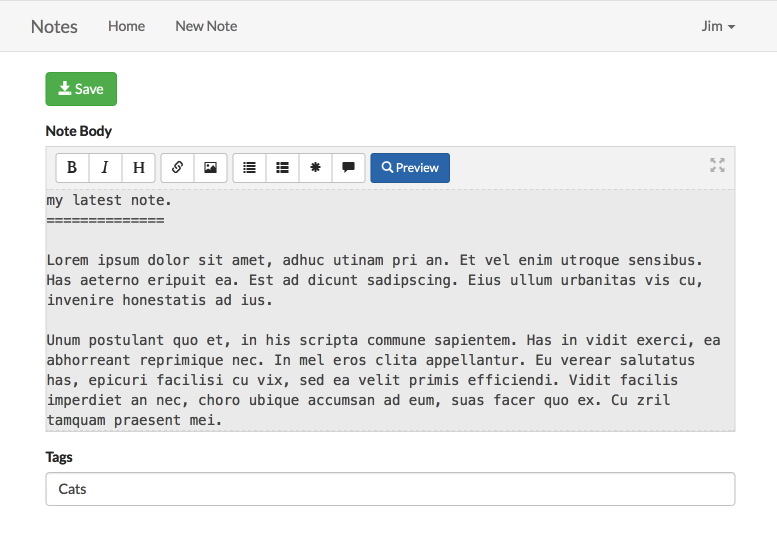 Notes Home New Note Jim
Save
Note Body
B I H Preview
my latest note.
==============
Lorem ipsum dolor sit amet, adhuc utinam pri an. Et vel enim utroque sensibus.
Has aeterno eripuit ea. Est ad dicunt sadipscing. Eius ullum urbanitas vis cu,
invenire honestatis ad ius.
Unum postulant quo et, in his scripta commune sapientem. Has in vidit exerci, ea
abhorreant reprimique nec. In mel eros clita appellantur. Eu verear salutatus
has, epicuri facilisi cu vix, sed ea velit primis efficiendi. Vidit facilis
imperdiet an nec, choro ubique accumsan ad eum, suas facer quo ex. Cu zril
tamquam praesent mei.
Tags
Cats